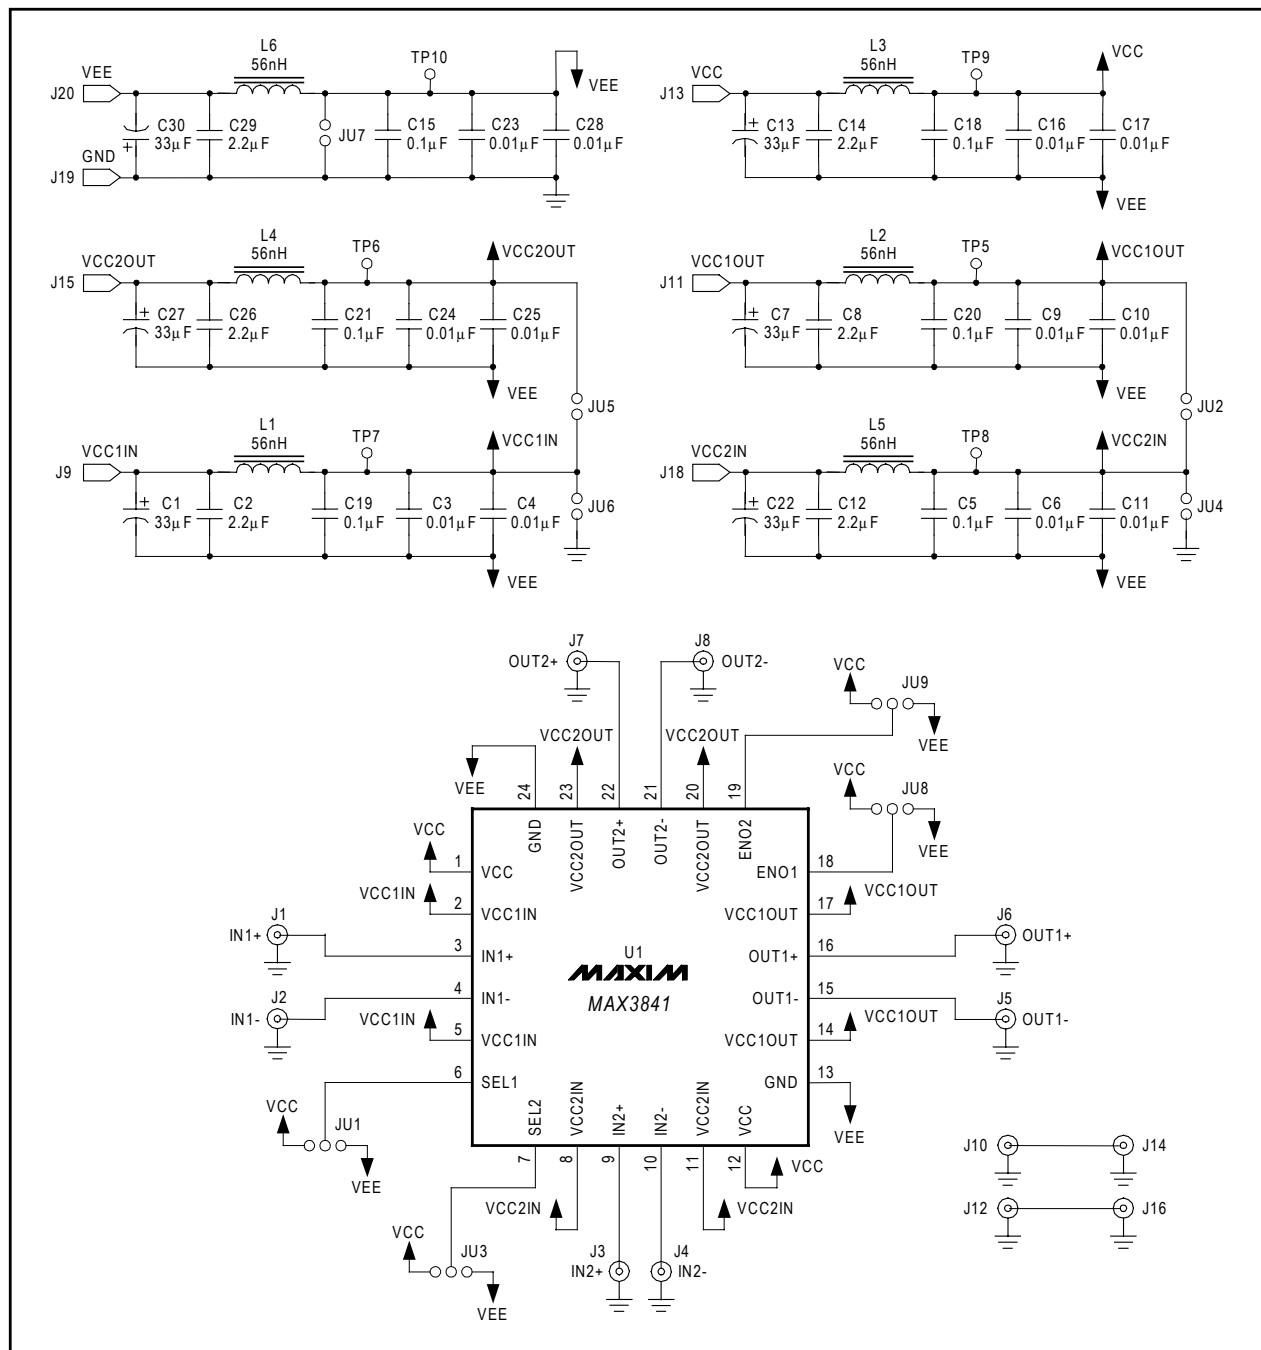 L6
56nH
TP10
VEE
J20
VEE
C30
33µF
C29
2.2µF
JU7
C15
0.1µF
C23
0.01µF
C28
0.01µF
GND
J19
L3
56nH
TP9
VCC
VCC
J13
C13
33µF
C14
2.2µF
C18
0.1µF
C16
0.01µF
C17
0.01µF
VEE
L4
56nH
TP6
VCC2OUT
VCC2OUT
J15
C27
33µF
C26
2.2µF
C21
0.1µF
C24
0.01µF
C25
0.01µF
VEE
JU5
L2
56nH
TP5
VCC1OUT
VCC1OUT
J11
C7
33µF
C8
2.2µF
C20
0.1µF
C9
0.01µF
C10
0.01µF
VEE
JU2
L1
56nH
TP7
VCC1IN
VCC1IN
J9
C1
33µF
C2
2.2µF
C19
0.1µF
C3
0.01µF
C4
0.01µF
JU6
VEE
L5
56nH
TP8
VCC2IN
VCC2IN
J18
C22
33µF
C12
2.2µF
C5
0.1µF
C6
0.01µF
C11
0.01µF
JU4
VEE
J7
OUT2+
J8
OUT2-
VCC
JU9
VEE
VCC2OUT
VCC2OUT
VEE
VCC
JU8
VEE
24
23
22
21
20
19
GND
VCC2OUT
OUT2+
OUT2-
VCC2OUT
ENO2
VCC
1
VCC
VCC1IN
2
VCC1IN
J1
IN1+
3
IN1+
J2
IN1-
4
IN1-
VCC1IN
5
VCC1IN
6
SEL1
U1
MAXIM
MAX3841
ENO1
18
VCC1OUT
17
VCC1OUT
OUT1+
16
J6
OUT1+
OUT1-
15
J5
OUT1-
VCC1OUT
14
VCC1OUT
GND
13
VEE
SEL2
VCC2IN
IN2+
IN2-
VCC2IN
VCC
7
8
9
10
11
12
VCC
JU1
VEE
VCC2IN
VCC2IN
VCC
VCC
JU3
VEE
J3
IN2+
J4
IN2-
J10
J14
J12
J16
+
+
+
+
+
+